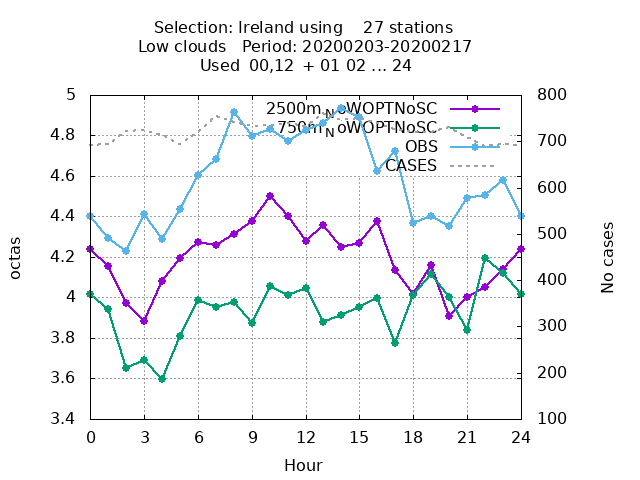 Selection: Ireland using 27 stations
Low clouds Period: 20200203-20200217
Used 00,12 + 01 02 ... 24
octas
No cases
5
4.8
4.6
4.4
4.2
4
3.8
3.6
3.4
800
700
600
500
400
300
200
100
2500m_NoWOPTNoSC
750m_NoWOPTNoSC
OBS
CASES
0 3 6 9 12 15 18 21 24
Hour